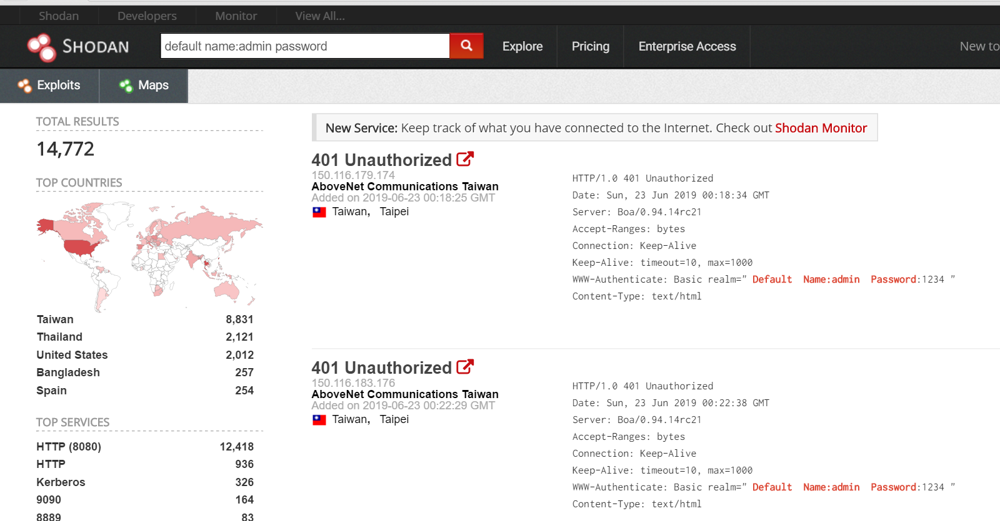 Shodan Developers Monitor View All...
SHODAN default name:admin password Explore Pricing Enterprise Access New to
Exploits Maps
TOTAL RESULTS
14,772
TOP COUNTRIES
Taiwan 8,831
Thailand 2,121
United States 2,012
Bangladesh 257
Spain 254
TOP SERVICES
HTTP (8080) 12,418
HTTP 936
Kerberos 326
9090 164
8889 83
New Service: Keep track of what you have connected to the Internet. Check out Shodan Monitor
401 Unauthorized
150.116.179.174
AboveNet Communications Taiwan
Added on 2019-06-23 00:18:25 GMT
Taiwan, Taipei
HTTP/1.0 401 Unauthorized
Date: Sun, 23 Jun 2019 00:18:34 GMT
Server: Boa/0.94.14rc21
Accept-Ranges: bytes
Connection: Keep-Alive
Keep-Alive: timeout=10, max=1000
WWW-Authenticate: Basic realm=" Default Name:admin Password:1234 "
Content-Type: text/html
401 Unauthorized
150.116.183.176
AboveNet Communications Taiwan
Added on 2019-06-23 00:22:29 GMT
Taiwan, Taipei
HTTP/1.0 401 Unauthorized
Date: Sun, 23 Jun 2019 00:22:38 GMT
Server: Boa/0.94.14rc21
Accept-Ranges: bytes
Connection: Keep-Alive
Keep-Alive: timeout=10, max=1000
WWW-Authenticate: Basic realm=" Default Name:admin Password:1234 "
Content-Type: text/html